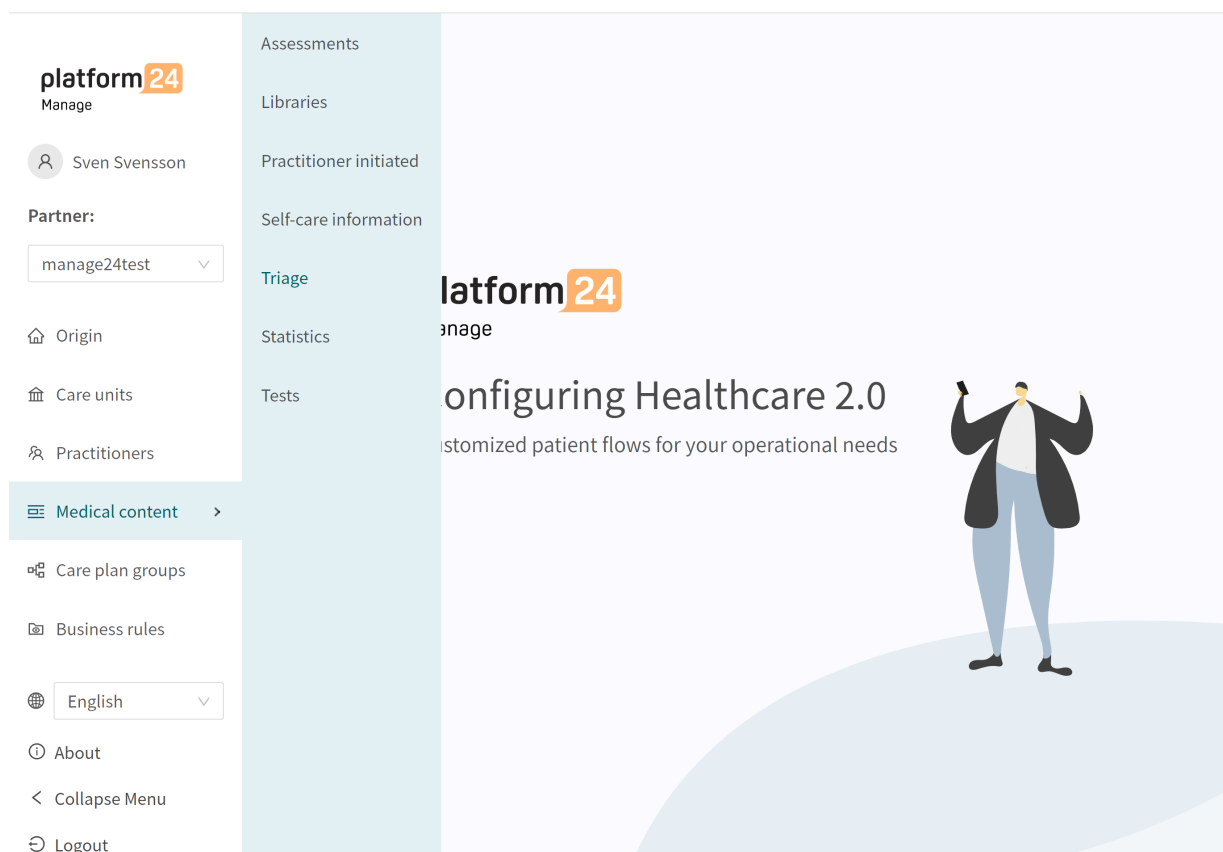 platform24
Manage
Sven Svensson
Partner:
manage24test
Origin
Care units
Practitioners
Medical content
Care plan groups
Business rules
English
About
Collapse Menu
Logout
Assessments
Libraries
Practitioner initiated
Self-care information
Triage
Statistics
Tests
latform24
anage
onfiguring Healthcare 2.0
stomized patient flows for your operational needs